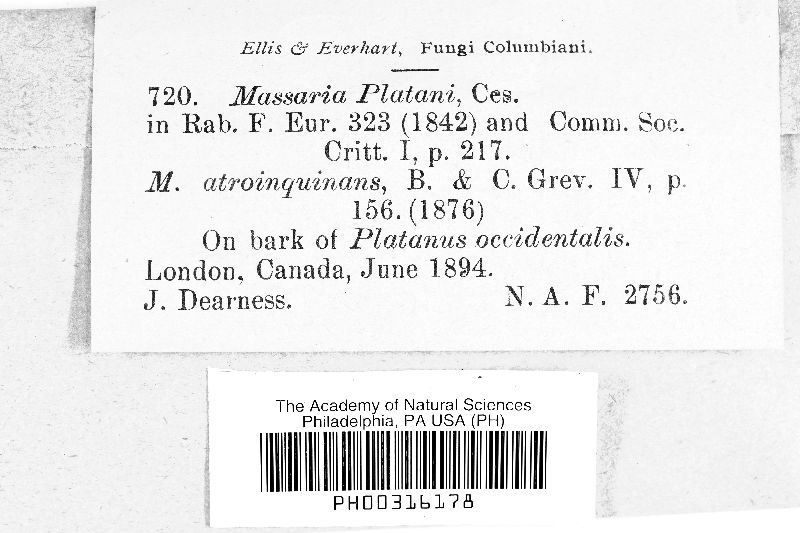 Ellis & Everhart, Fungi Columbiani.
720. Massaria Platani, Ces.
in Rab. F. Eur. 323 (1842) and Comm. Soc.
Critt. I, p. 217.
M. atroinquinans, B. & C. Grev. IV, p.
156. (1876)
On bark of Platanus occidentalis.
London, Canada, June 1894.
J. Dearness. N. A. F. 2756.
The Academy of Natural Sciences
Philadelphia, PA USA (PH)
PH00316178